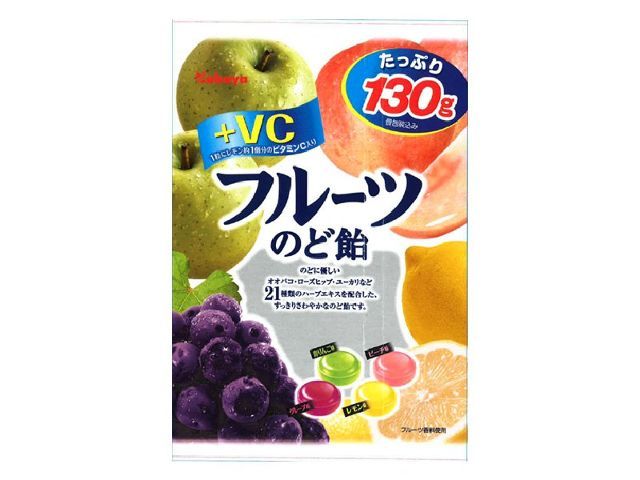 Kabaya
たっぷり
130g
個包装込み
+VC
1粒にレモン約1個分のビタミンC入り
フルーツ
のど飴
のどに優しい
オオバコ・ローズヒップ・ユーカリなど
21種類のハーブエキスを配合した、
すっきりさわやかなのど飴です。
青りんご味
ピーチ味
グレープ味
レモン味
フルーツ香料使用